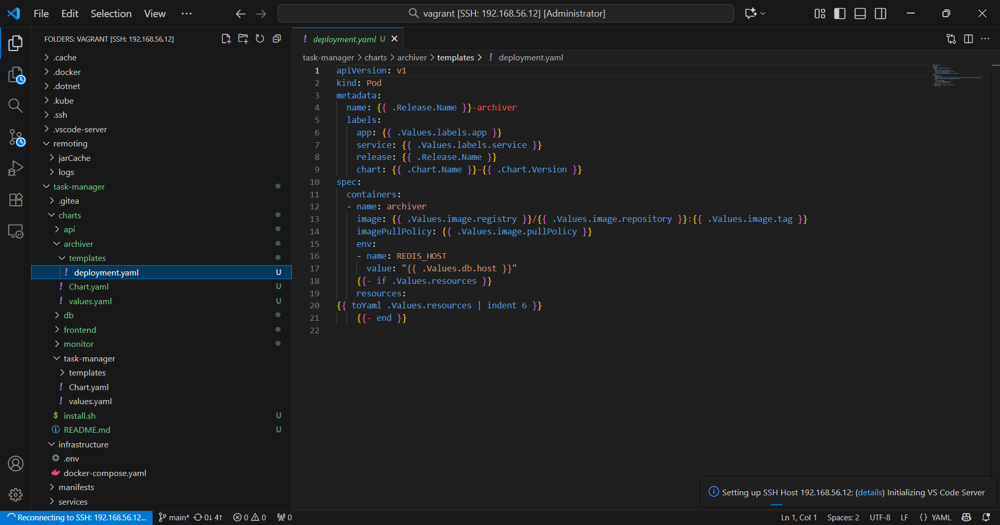 File Edit Selection View ··· vagrant [SSH: 192.168.56.12] [Administrator]
FOLDERS: VAGRANT [SSH: 192.168.56.12]
.cache
.docker
.dotnet
.kube
.ssh
.vscode-server
remoting
jarCache
logs
task-manager
.gitea
charts
api
archiver
templates
! deployment.yaml U
! Chart.yaml U
! values.yaml U
db
frontend
monitor
task-manager
templates
! Chart.yaml
! values.yaml
$ install.sh U
README.md U
infrastructure
.env
docker-compose.yaml
manifests
services
! deployment.yaml U
task-manager > charts > archiver > templates > ! deployment.yaml
1 apiVersion: v1
2 kind: Pod
3 metadata:
4 name: {{ .Release.Name }}-archiver
5 labels:
6 app: {{ .Values.labels.app }}
7 service: {{ .Values.labels.service }}
8 release: {{ .Release.Name }}
9 chart: {{ .Chart.Name }}-{{ .Chart.Version }}
10 spec:
11 containers:
12 - name: archiver
13 image: {{ .Values.image.registry }}/{{ .Values.image.repository }}:{{ .Values.image.tag }}
14 imagePullPolicy: {{ .Values.image.pullPolicy }}
15 env:
16 - name: REDIS_HOST
17 value: "{{ .Values.db.host }}"
18 {{- if .Values.resources }}
19 resources:
20 {{ toYaml .Values.resources | indent 6 }}
21 {{- end }}
22
Setting up SSH Host 192.168.56.12: (details) Initializing VS Code Server
Reconnecting to SSH: 192.168.56.12... main* 0↓ 4↑ 0 0 0 Ln 1, Col 1 Spaces: 2 UTF-8 LF {} YAML